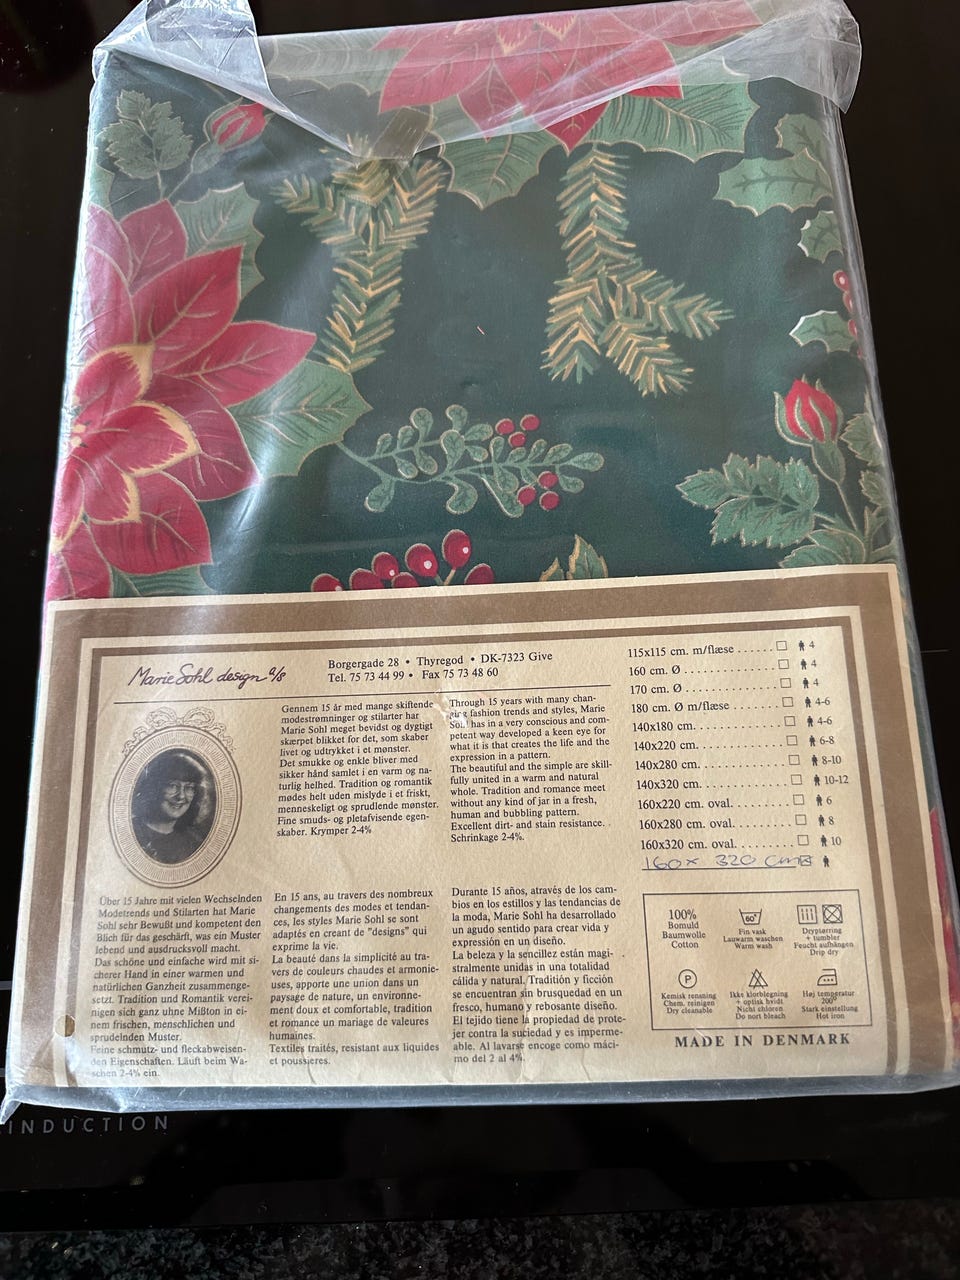 Marie Sohl design a/s
Borgergade 28 • Thyregod • DK-7323 Give
Tel. 75 73 44 99 • Fax 75 73 48 60
Gennem 15 år med mange skiftende
modestrømninger og stilarter har
Marie Sohl meget bevidst og dygtigt
skærpet blikket for det, som skaber
livet og udtrykket i et mønster.
Det smukke og enkle bliver med
sikker hånd samlet i en varm og na-
turlig helhed. Tradition og romantik
mødes helt uden mislyde i et friskt,
menneskeligt og sprudlende mønster.
Fine smuds- og pletafvisende egen-
skaber. Krymper 2-4%
Through 15 years with many chan-
ging fashion trends and styles, Marie
Sohl has in a very conscious and com-
petent way developed a keen eye for
what it is that creates the life and the
expression in a pattern.
The beautiful and the simple are skill-
fully united in a warm and natural
whole. Tradition and romance meet
without any kind of jar in a fresh,
human and bubbling pattern.
Excellent dirt- and stain resistance.
Schrinkage 2-4%.
115x115 cm. m/flæse ...... 4
160 cm. Ø ............... 4
170 cm. Ø ............... 4
180 cm. Ø m/flæse ....... 4-6
140x180 cm. ............. 4-6
140x220 cm. ............. 6-8
140x280 cm. ............. 8-10
140x320 cm. ............. 10-12
160x220 cm. oval. ....... 6
160x280 cm. oval. ....... 8
160x320 cm. oval. ....... 10
160x 320 cm
Über 15 Jahre mit vielen Wechselnden
Modetrends und Stilarten hat Marie
Sohl sehr Bewußt und kompetent den
Blich für das geschärft, was ein Muster
lebend und ausdrucksvoll macht.
Das schöne und einfache wird mit si-
cherer Hand in einer warmen und
natürlichen Ganzheit zusammenge-
setzt. Tradition und Romantik verei-
nigen sich ganz uhne Mißton in ei-
nem frischen, menschlichen und
sprudelnden Muster.
Feine schmutz- und fleckabweisen-
den Eigenschaften. Läuft beim Wa-
schen 2-4% ein.
En 15 ans, au travers des nombreux
changements des modes et tendan-
ces, les styles Marie Sohl se sont
adaptés en creant de "designs" qui
exprime la vie.
La beauté dans la simplicité au tra-
vers de couleurs chaudes et armonie-
uses, apporte une union dans un
paysage de nature, un environne-
ment doux et comfortable, tradition
et romance un mariage de valeures
humaines.
Textiles traités, resistant aux liquides
et poussieres.
Durante 15 años, através de los cam-
bios en los estillos y las tendancias de
la moda, Marie Sohl ha desarrollado
un agudo sentido para crear vida y
expressión en un diseño.
La beleza y la sencillez están magi-
stralmente unidas in una totalidad
cálida y natural. Tradición y ficción
se encuentran sin brusquedad en un
fresco, humano y rebosante diseño.
El tejido tiene la propiedad de prote-
jer contra la suciedad y es imperme-
able. Al lavarse encoge como máci-
mo del 2 al 4%.
100%
Bomuld
Baumwolle
Cotton
60°
Fin vask
Lauwarm waschen
Warm wash
Dryptørring
+ tumbler
Feucht aufhängen
Drip dry
P
Kemisk rensning
Chem. reinigen
Dry cleanable
Ikke klorblegning
+ optisk hvidt
Nicht chloren
Do nort bleach
Høj temperatur
200°
Stark einstellung
Hot iron
MADE IN DENMARK
INDUCTION